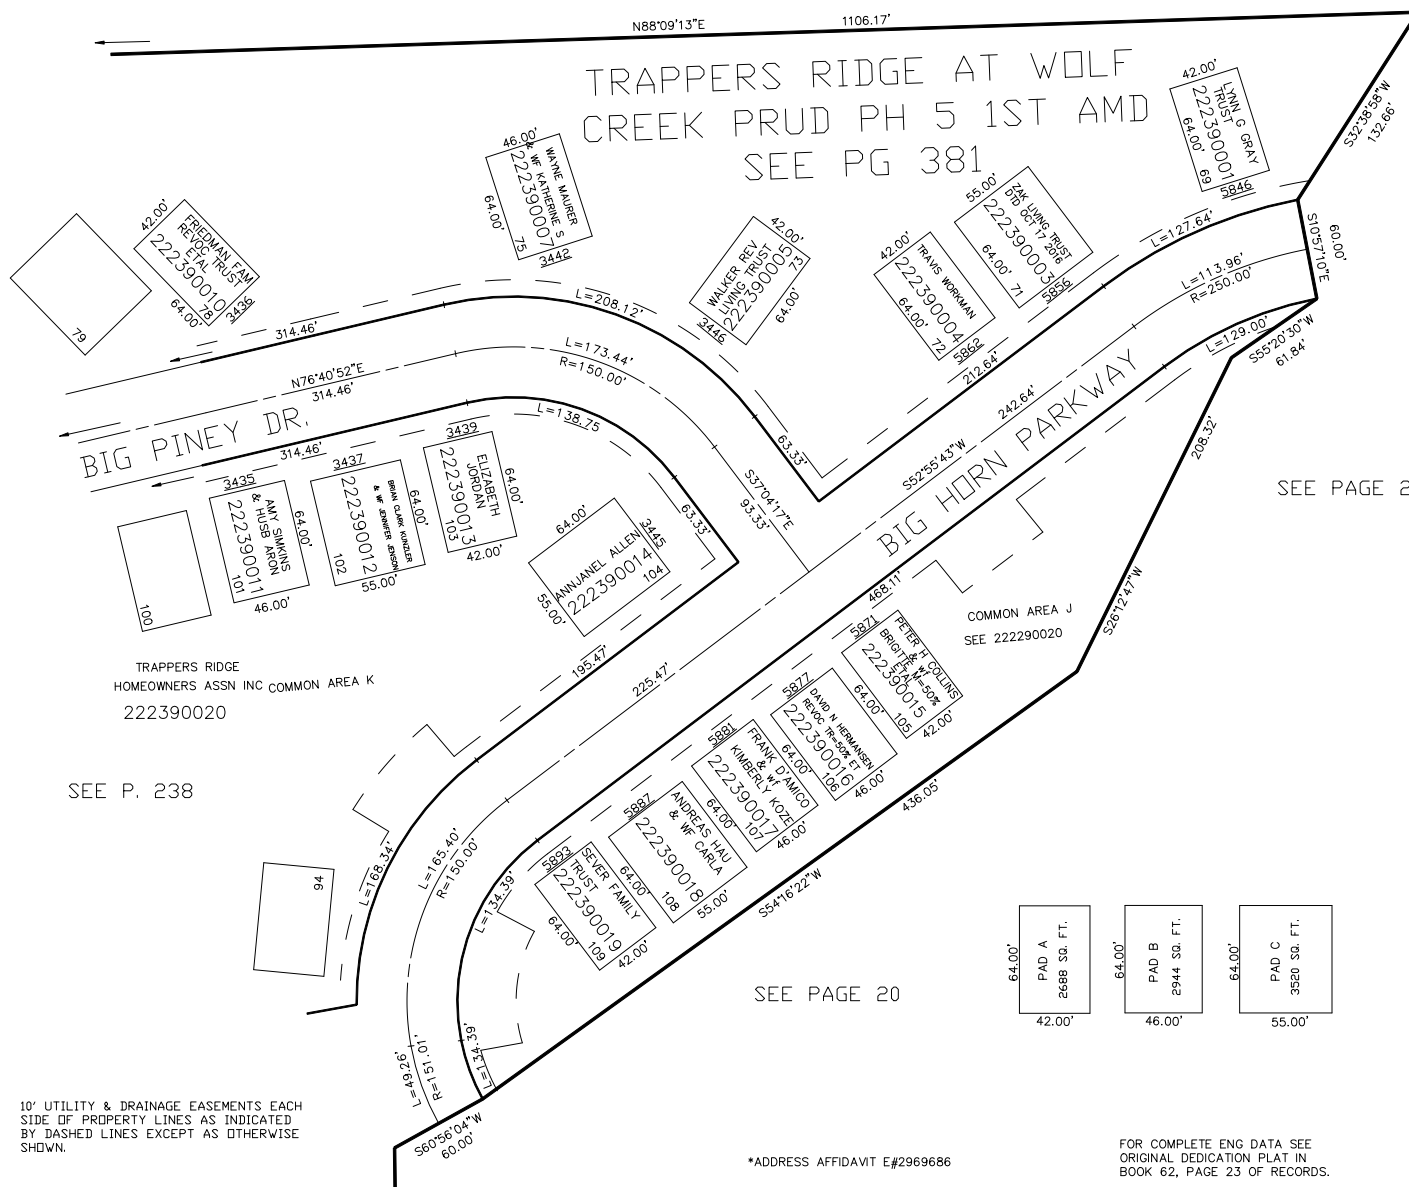 N88°09'13"E
1106.17'
TRAPPERS RIDGE AT WOLF
CREEK PRUD PH 5 1ST AMD
SEE PG 381
42.00'
LYNN G GRAY
TRUST
222390001
64.00'
69
5846
S32°38'58"W
132.66'
46.00'
WAYNE MAURER
& WF KATHERINE S
222390007
64.00'
75
3442
55.00'
ZAK LIVING TRUST
DTD OCT 17 2016
222390003
64.00'
71
5856
42.00'
FRIEDMAN FAM
REVOC TRUST
ETAL
222390010
78
64.00'
3436
79
42.00'
WALKER REV
LIVING TRUST
222390005
73
64.00'
3446
42.00'
TRAVIS WORKMAN
222390004
64.00'
72
5862
L=127.64'
L=113.96'
R=250.00'
L=129.00'
S10°57'10"E
60.00'
S55°20'30"W
61.84'
314.46'
L=208.12'
L=173.44'
R=150.00'
L=138.75
N76°40'52"E
314.46'
BIG PINEY DR.
314.46'
212.64'
242.64'
S52°55'43"W
BIG HORN PARKWAY
63.33'
S37°04'17"E
93.33'
63.33'
208.32'
SEE PAGE 2
3435
AMY SIMKINS
& HUSB ARON
222390011
101
64.00'
46.00'
3437
BRIAN CLARK KUNZLER
& WF JENNIFER JENSON
222390012
102
64.00'
55.00'
3439
ELIZABETH
JORDAN
222390013
103
64.00'
42.00'
64.00'
3445
ANNJANEL ALLEN
222390014
104
55.00'
100
468.11'
COMMON AREA J
SEE 222290020
S26°12'47"W
TRAPPERS RIDGE
HOMEOWNERS ASSN INC
COMMON AREA K
222390020
195.47'
225.47'
5871
PETER H COLLINS
& wf
BRIGITTE M=50%
ETAL
222390015
64.00'
105
42.00'
5877
DAVID N HERMANSEN
REVOC TR=50% ET
222390016
64.00'
106
46.00'
5881
FRANK D'AMICO
& wf
KIMBERLY KOZE
222390017
64.00'
107
46.00'
5887
ANDREAS HAU
& WF CARLA
222390018
64.00'
108
55.00'
5893
SEVER FAMILY
TRUST
222390019
64.00'
109
42.00'
SEE P. 238
436.05'
S54°16'22"W
94
L=168.34'
L=165.40'
R=150.00'
L=134.39'
SEE PAGE 20
64.00'
PAD A
2688 SQ. FT.
42.00'
64.00'
PAD B
2944 SQ. FT.
46.00'
64.00'
PAD C
3520 SQ. FT.
55.00'
L=49.26'
R=151.01'
L=134.39'
S60°56'04"W
60.00'
10' UTILITY & DRAINAGE EASEMENTS EACH
SIDE OF PROPERTY LINES AS INDICATED
BY DASHED LINES EXCEPT AS OTHERWISE
SHOWN.
*ADDRESS AFFIDAVIT E#2969686
FOR COMPLETE ENG DATA SEE
ORIGINAL DEDICATION PLAT IN
BOOK 62, PAGE 23 OF RECORDS.